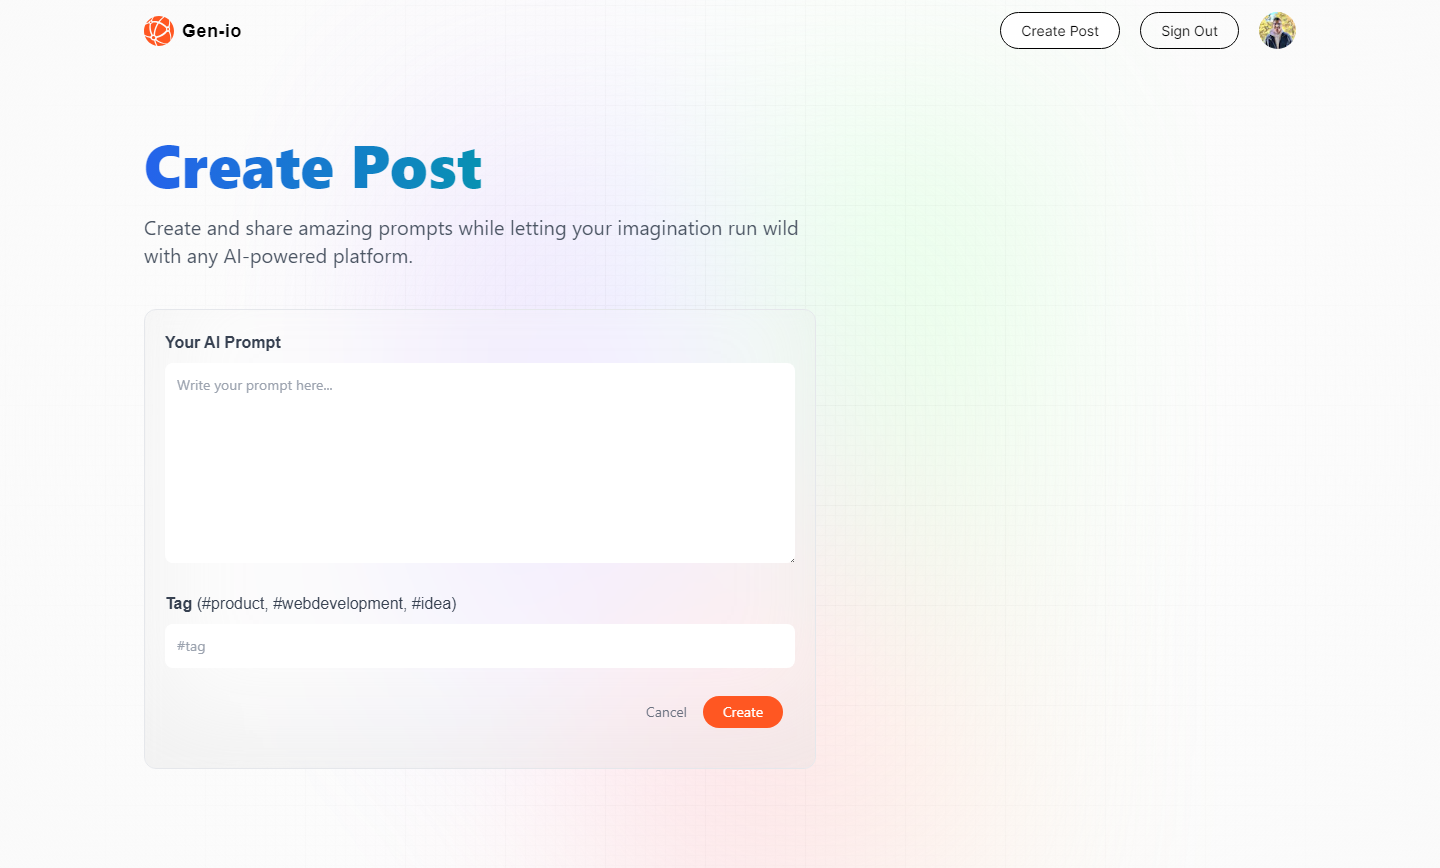 Gen-io
Create Post
Sign Out
Create Post
Create and share amazing prompts while letting your imagination run wild
with any AI-powered platform.
Your AI Prompt
Write your prompt here...
Tag (#product, #webdevelopment, #idea)
#tag
Cancel
Create